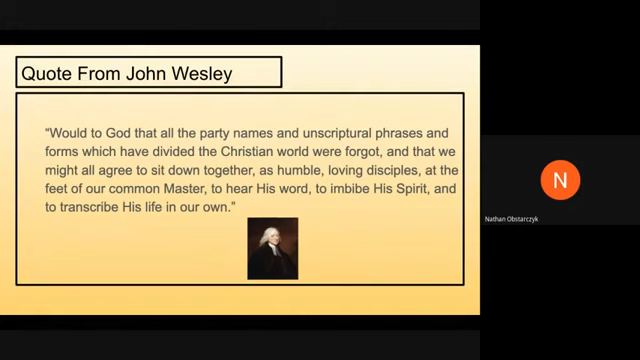 Quote From John Wesley
“Would to God that all the party names and unscriptural phrases and
forms which have divided the Christian world were forgot, and that we
might all agree to sit down together, as humble, loving disciples, at the
feet of our common Master, to hear His word, to imbibe His Spirit, and
to transcribe His life in our own.”
N
Nathan Obstarczyk